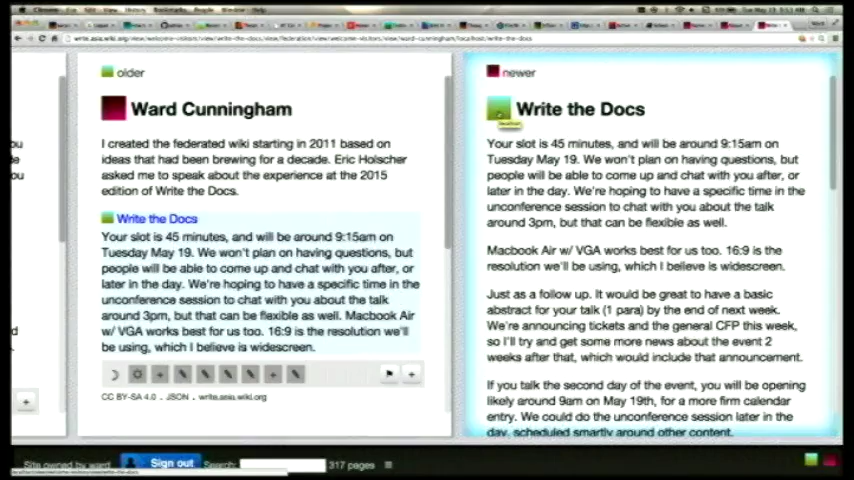 older
Ward Cunningham
I created the federated wiki starting in 2011 based on
ideas that had been brewing for a decade. Eric Holscher
asked me to speak about the experience at the 2015
edition of Write the Docs.
Write the Docs
Your slot is 45 minutes, and will be around 9:15am on
Tuesday May 19. We won't plan on having questions, but
people will be able to come up and chat with you after, or
later in the day. We're hoping to have a specific time in the
unconference session to chat with you about the talk
around 3pm, but that can be flexible as well. Macbook Air
w/ VGA works best for us too. 16:9 is the resolution we'll
be using, which I believe is widescreen.
CC BY-SA 4.0 . JSON . write.asia.wiki.org
newer
Write the Docs
Your slot is 45 minutes, and will be around 9:15am on
Tuesday May 19. We won't plan on having questions, but
people will be able to come up and chat with you after, or
later in the day. We're hoping to have a specific time in the
unconference session to chat with you about the talk
around 3pm, but that can be flexible as well.
Macbook Air w/ VGA works best for us too. 16:9 is the
resolution we'll be using, which I believe is widescreen.
Just as a follow up. It would be great to have a basic
abstract for your talk (1 para) by the end of next week.
We're announcing tickets and the general CFP this week,
so I'll try and get some more news about the event 2
weeks after that, which would include that announcement.
If you talk the second day of the event, you will be opening
likely around 9am on May 19th, for a more firm calendar
entry. We could do the unconference session later in the
day, scheduled smartly around other content.
Site owned by ward
Sign out
Search:
317 pages